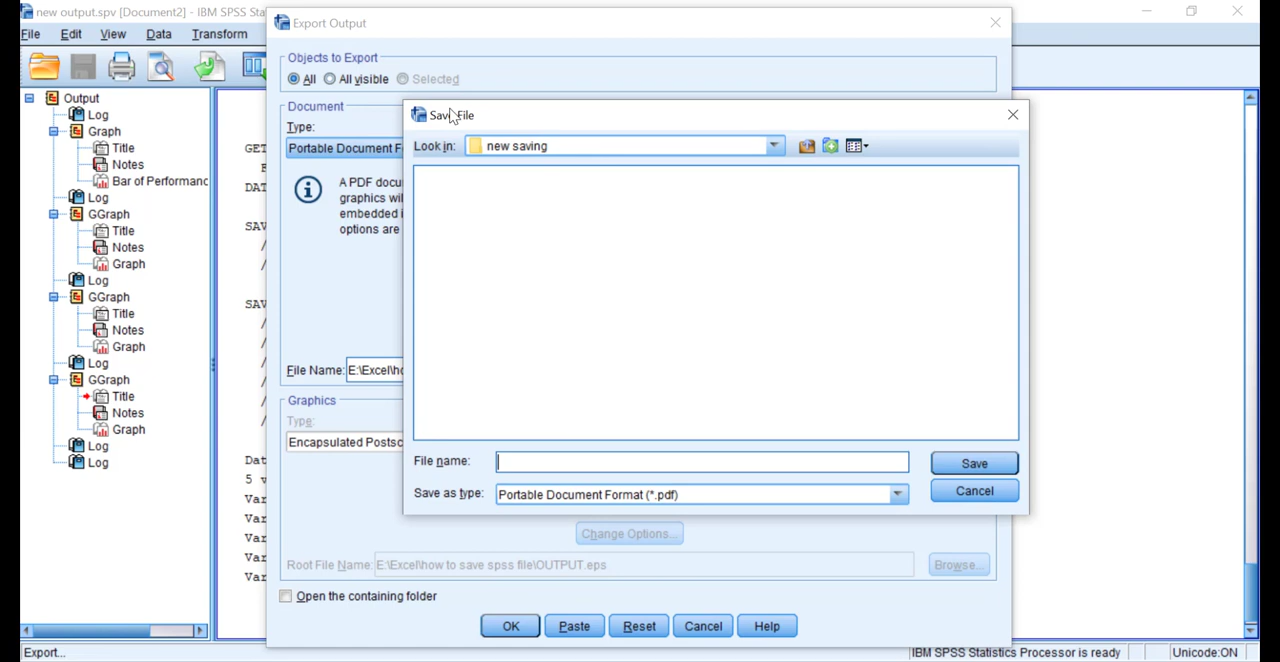 new output.spv [Document2] - IBM SPSS Sta
Export Output
File Edit View Data Transform
Objects to Export
All All visible Selected
Output
Log
Graph
Title
Notes
Bar of Performanc
Log
GGraph
Title
Notes
Graph
Log
GGraph
Title
Notes
Graph
Log
GGraph
Title
Notes
Graph
Log
Log
GET
DAT
SAV
/
/
SAV
/
/
/
/
/
/
Dat
5 v
Var
Var
Var
Var
Var
Document
Type:
Portable Document F
A PDF docu
graphics wil
embedded i
options are
File Name: E:\Excel\ho
Graphics
Type:
Encapsulated Postsc
Save File
Look in: new saving
File name:
Save
Save as type: Portable Document Format (*.pdf)
Cancel
Change Options...
Root File Name: E:\Excel\how to save spss file\OUTPUT.eps
Browse...
Open the containing folder
OK Paste Reset Cancel Help
Export...
IBM SPSS Statistics Processor is ready
Unicode:ON